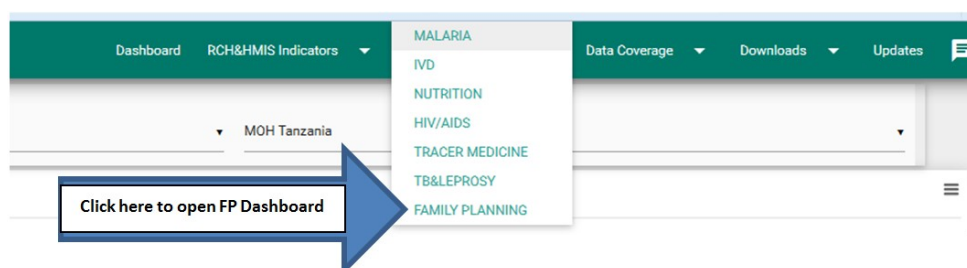 Dashboard RCH&HMIS Indicators Data Coverage Downloads Updates
MALARIA
IVD
NUTRITION
HIV/AIDS
TRACER MEDICINE
TB&LEPROSY
FAMILY PLANNING
MOH Tanzania
Click here to open FP Dashboard